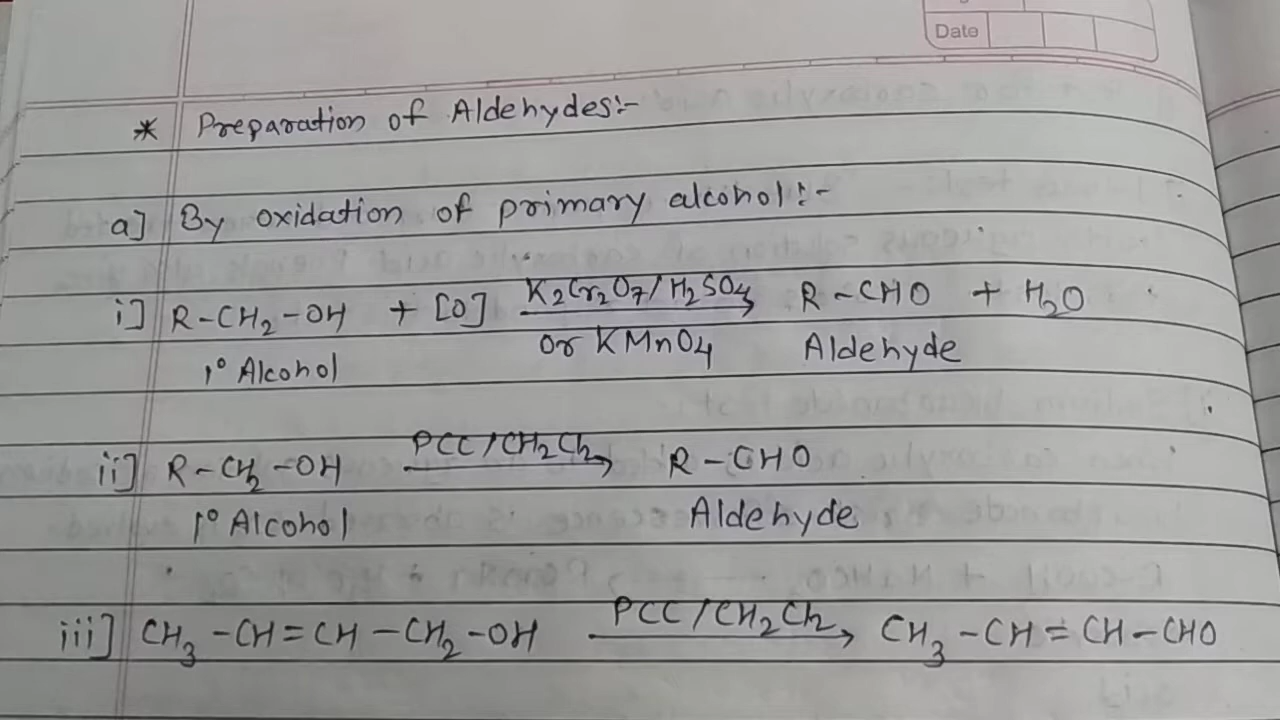 Date
* Preparation of Aldehydes:-
a] By oxidation of primary alcohol:-
i] R-CH2-OH + [O] K2Cr2O7/H2SO4 → R-CHO + H2O
or KMnO4
1° Alcohol Aldehyde
ii] R-CH2-OH PCC/CH2Cl2 → R-CHO
1° Alcohol Aldehyde
iii] CH3-CH=CH-CH2-OH PCC/CH2Cl2 → CH3-CH=CH-CHO